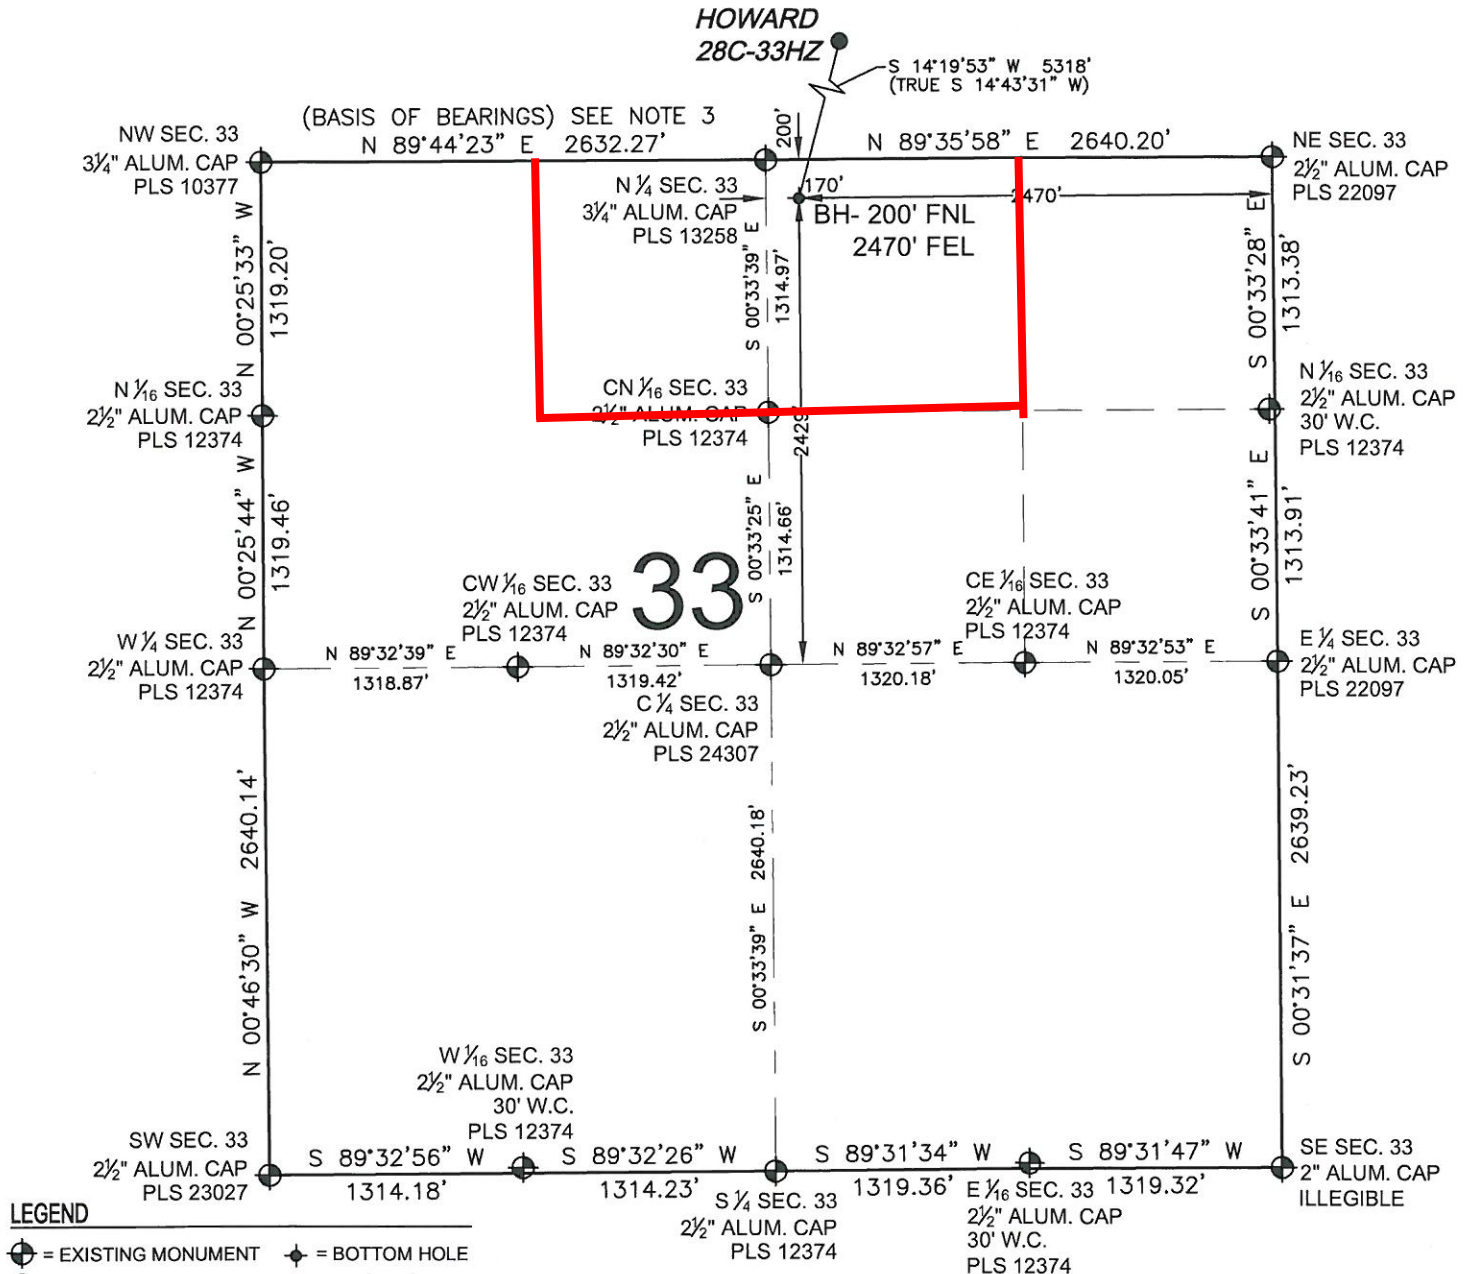 HOWARD
28C-33HZ
S 14°19'53" W 5318'
(TRUE S 14°43'31" W)
(BASIS OF BEARINGS) SEE NOTE 3
N 89°44'23" E 2632.27'
200'
N 89°35'58" E 2640.20'
NW SEC. 33
3¼" ALUM. CAP
PLS 10377
NE SEC. 33
2½" ALUM. CAP
PLS 22097
N ¼ SEC. 33
3¼" ALUM. CAP
PLS 13258
170'
2470'
BH- 200' FNL
2470' FEL
N 00°25'33" W
1319.20'
S 00°33'39" E
1314.97'
S 00°33'28" E
1313.38'
N 1⁄16 SEC. 33
2½" ALUM. CAP
PLS 12374
CN 1⁄16 SEC. 33
2½" ALUM. CAP
PLS 12374
2429'
N 1⁄16 SEC. 33
2½" ALUM. CAP
30' W.C.
PLS 12374
N 00°25'44" W
1319.46'
S 00°33'25" E
1314.66'
S 00°33'41" E
1313.91'
33
CW 1⁄16 SEC. 33
2½" ALUM. CAP
PLS 12374
CE 1⁄16 SEC. 33
2½" ALUM. CAP
PLS 12374
W ¼ SEC. 33
2½" ALUM. CAP
PLS 12374
N 89°32'39" E
1318.87'
N 89°32'30" E
1319.42'
N 89°32'57" E
1320.18'
N 89°32'53" E
1320.05'
E ¼ SEC. 33
2½" ALUM. CAP
PLS 22097
C ¼ SEC. 33
2½" ALUM. CAP
PLS 24307
N 00°46'30" W 2640.14'
S 00°33'39" E 2640.18'
S 00°31'37" E 2639.23'
W 1⁄16 SEC. 33
2½" ALUM. CAP
30' W.C.
PLS 12374
SW SEC. 33
2½" ALUM. CAP
PLS 23027
S 89°32'56" W
1314.18'
S 89°32'26" W
1314.23'
S 89°31'34" W
1319.36'
S 89°31'47" W
1319.32'
SE SEC. 33
2" ALUM. CAP
ILLEGIBLE
S ¼ SEC. 33
2½" ALUM. CAP
PLS 12374
E 1⁄16 SEC. 33
2½" ALUM. CAP
30' W.C.
PLS 12374
LEGEND
= EXISTING MONUMENT
= BOTTOM HOLE